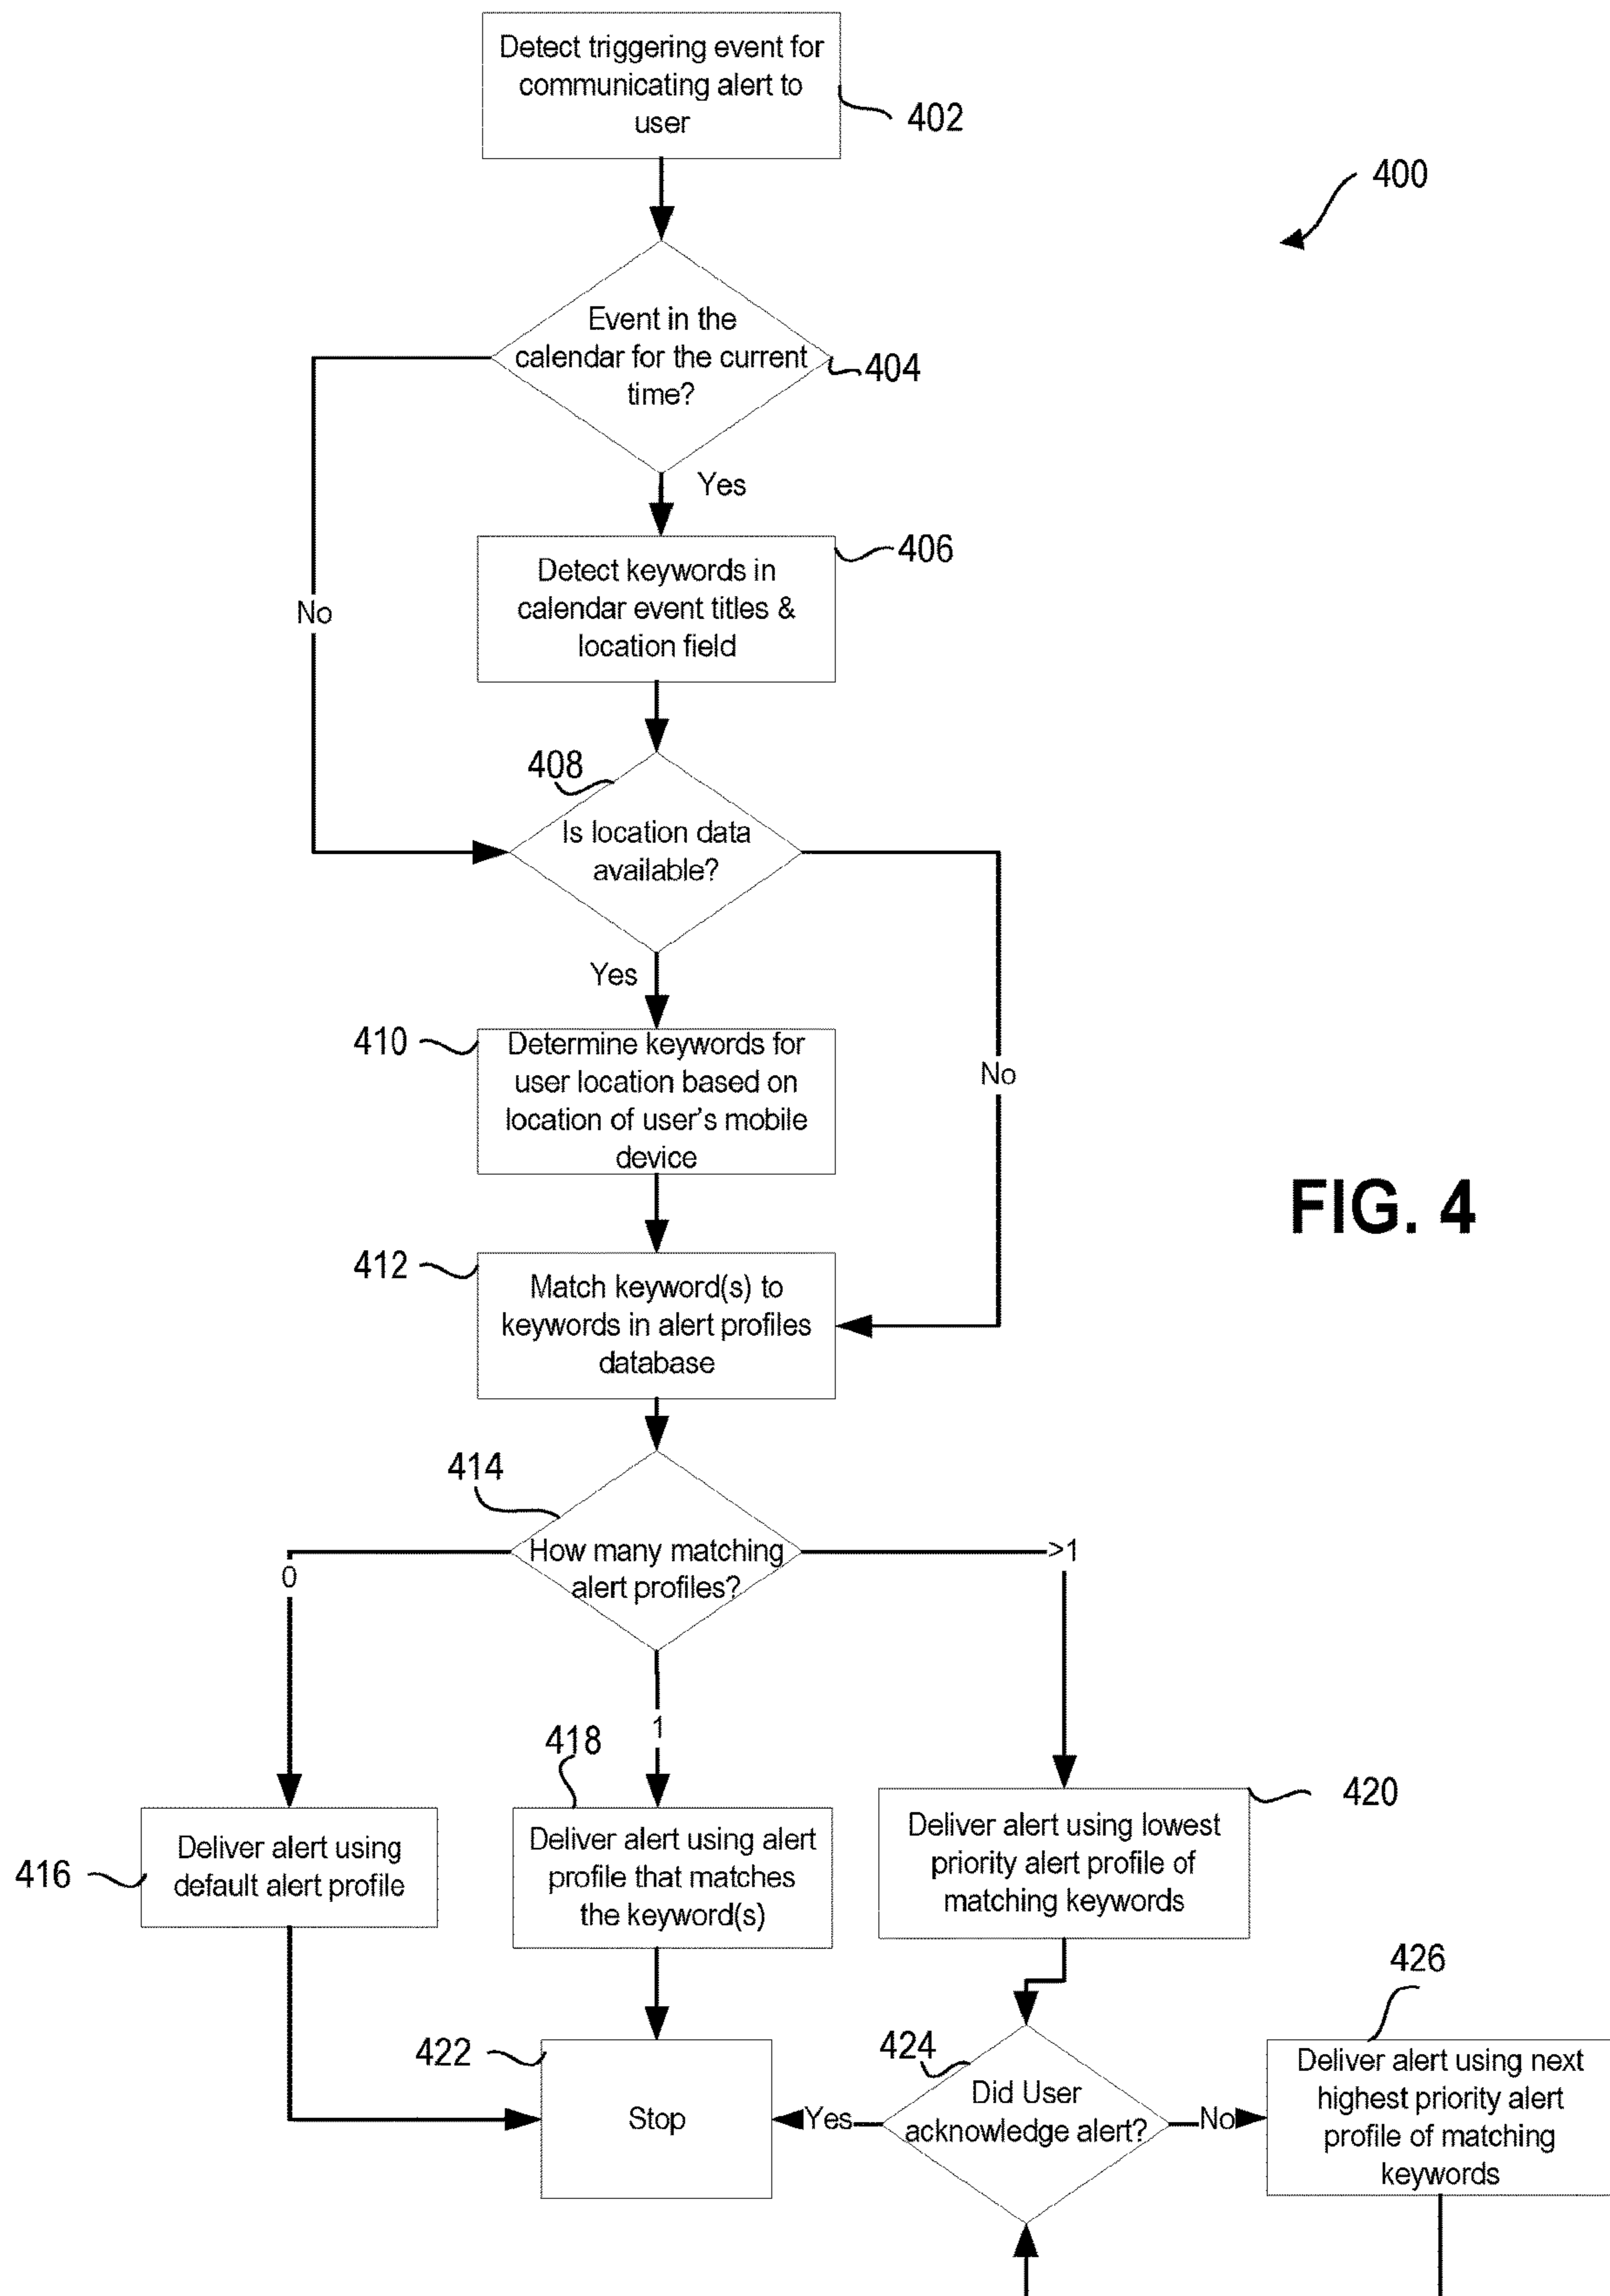 Detect triggering event for
communicating alert to
user
402
400
Event in the
calendar for the current
time?
404
Yes
406
Detect keywords in
calendar event titles &
location field
No
408
Is location data
available?
Yes
410
Determine keywords for
user location based on
location of user's mobile
device
No
FIG. 4
412
Match keyword(s) to
keywords in alert profiles
database
414
How many matching
alert profiles?
0
>1
1
418
420
416
Deliver alert using
default alert profile
Deliver alert using alert
profile that matches
the keyword(s)
Deliver alert using lowest
priority alert profile of
matching keywords
426
422
Stop
424
Did User
acknowledge alert?
Yes
No
Deliver alert using next
highest priority alert
profile of matching
keywords